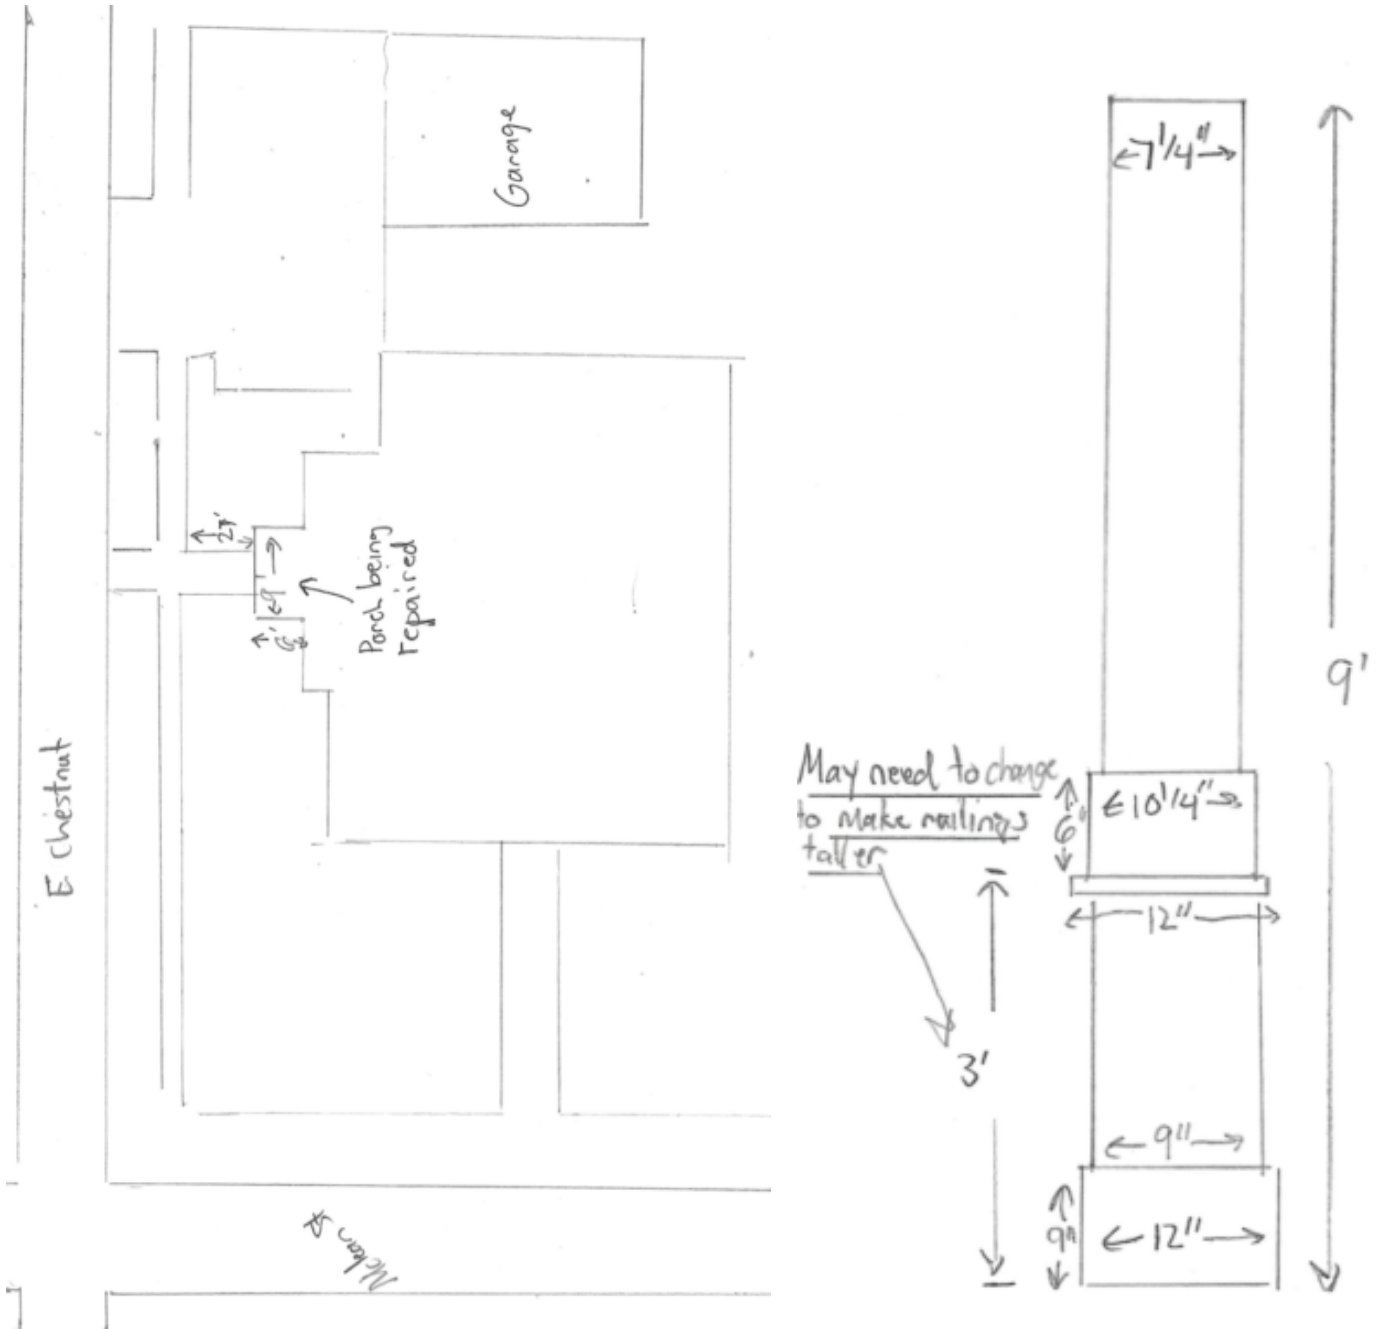 Garage
9'
Porch being
repaired
E Chestnut
7 1/4"
9'
May need to change
to make railings
taller
10 1/4"
6"
12"
3'
9"
9"
12"